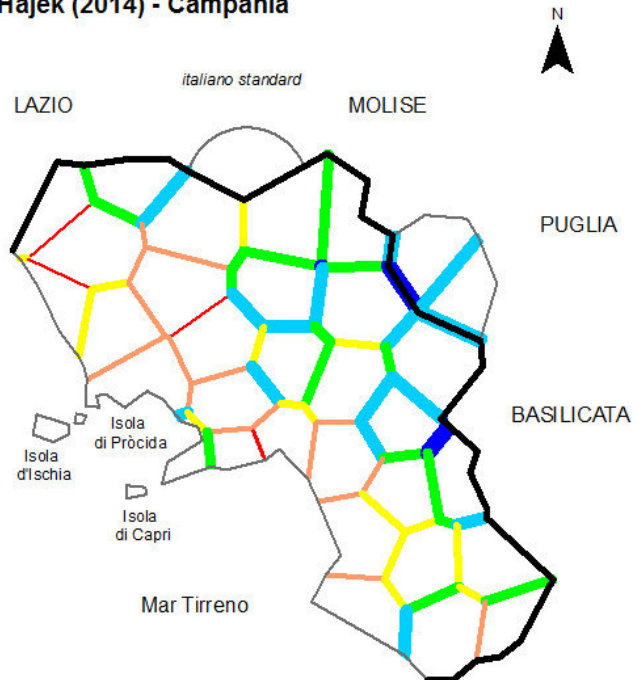 Hajek (2014) - Campania
N
italiano standard
LAZIO
MOLISE
PUGLIA
BASILICATA
Isola
di Pròcida
Isola
d'Ischia
Isola
di Capri
Mar Tirreno